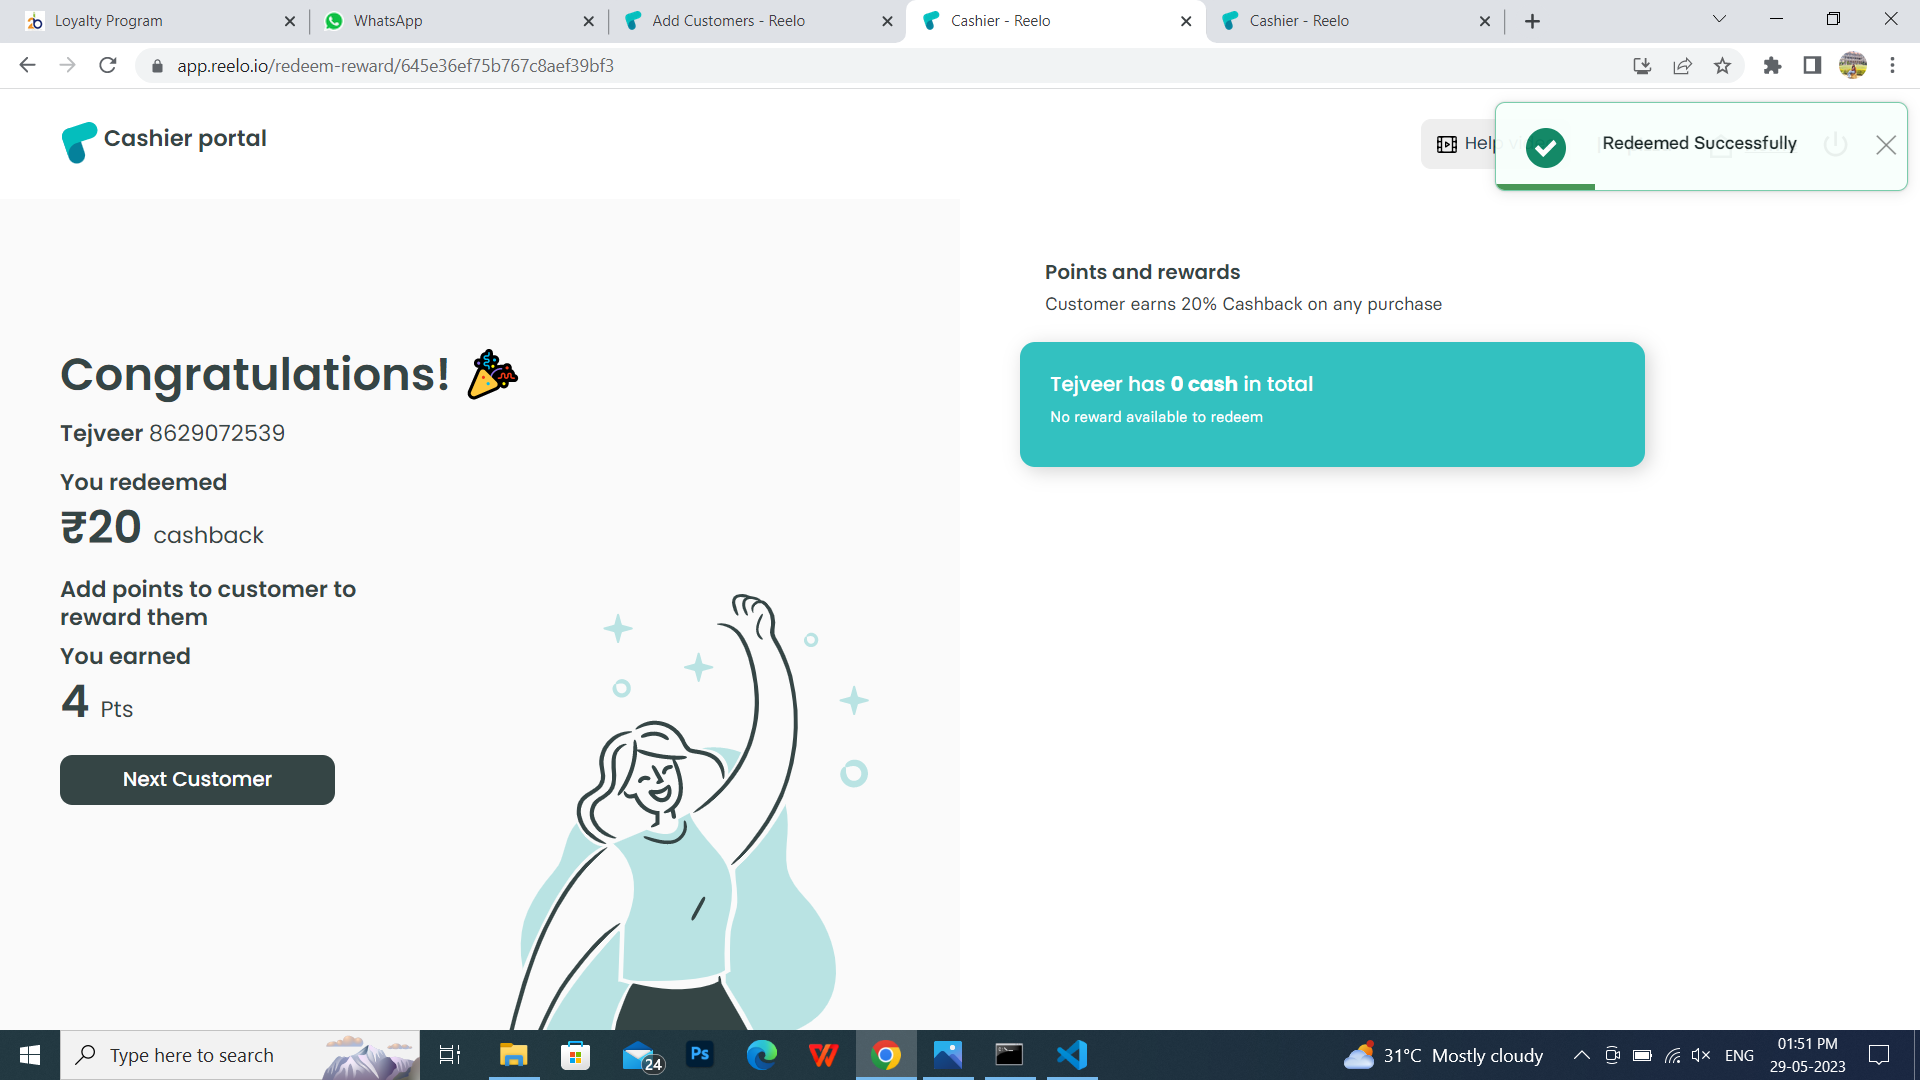 Loyalty Program
WhatsApp
Add Customers - Reelo
Cashier - Reelo
Cashier - Reelo
app.reelo.io/redeem-reward/645e36ef75b767c8aef39bf3
Cashier portal
Help
Redeemed Successfully
Congratulations!
Tejveer 8629072539
You redeemed
₹20 cashback
Add points to customer to
reward them
You earned
4 Pts
Next Customer
Points and rewards
Customer earns 20% Cashback on any purchase
Tejveer has 0 cash in total
No reward available to redeem
Type here to search
24
Ps
31°C Mostly cloudy
ENG
01:51 PM
29-05-2023